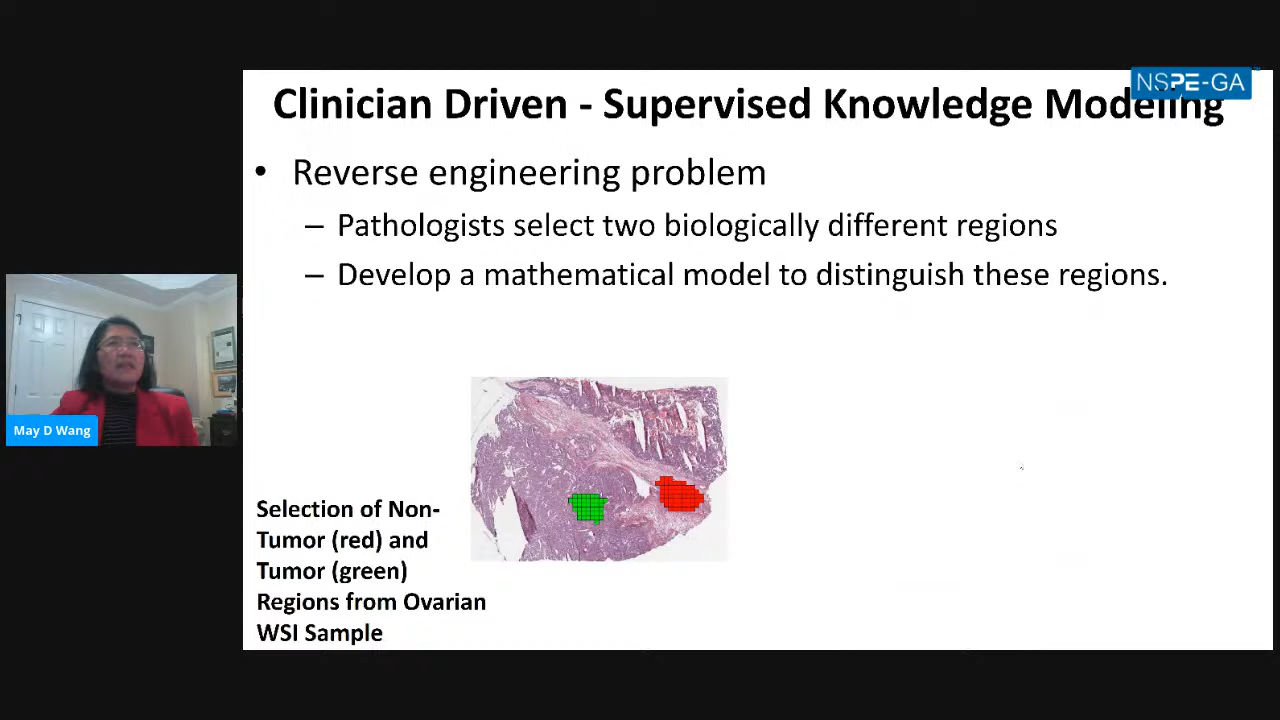 NSPE-GA
Clinician Driven - Supervised Knowledge Modeling
• Reverse engineering problem
– Pathologists select two biologically different regions
– Develop a mathematical model to distinguish these regions.
May D Wang
Selection of Non-
Tumor (red) and
Tumor (green)
Regions from Ovarian
WSI Sample